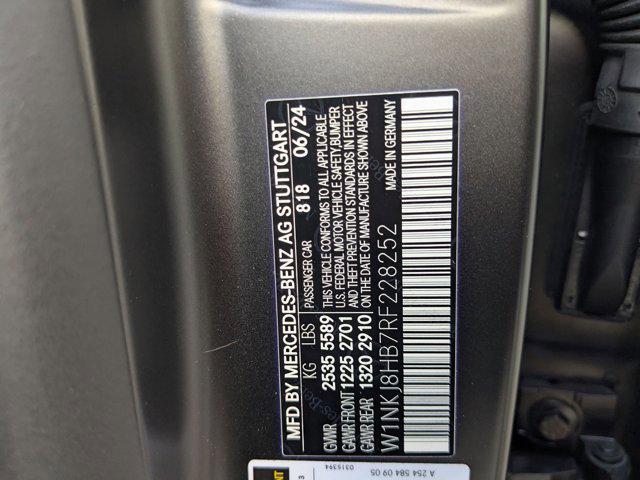 MFD BY MERCEDES-BENZ AG STUTTGART
818 06/24
KG LBS PASSENGER CAR
GVWR 2535 5589 THIS VEHICLE CONFORMS TO ALL APPLICABLE
GAWR FRONT 1225 2701 U.S. FEDERAL MOTOR VEHICLE SAFETY, BUMPER
AND THEFT PREVENTION STANDARDS IN EFFECT
GAWR REAR 1320 2910 ON THE DATE OF MANUFACTURE SHOWN ABOVE
MADE IN GERMANY
W1NKJ8HB7RF228252
A 254 584 09 05
0315394